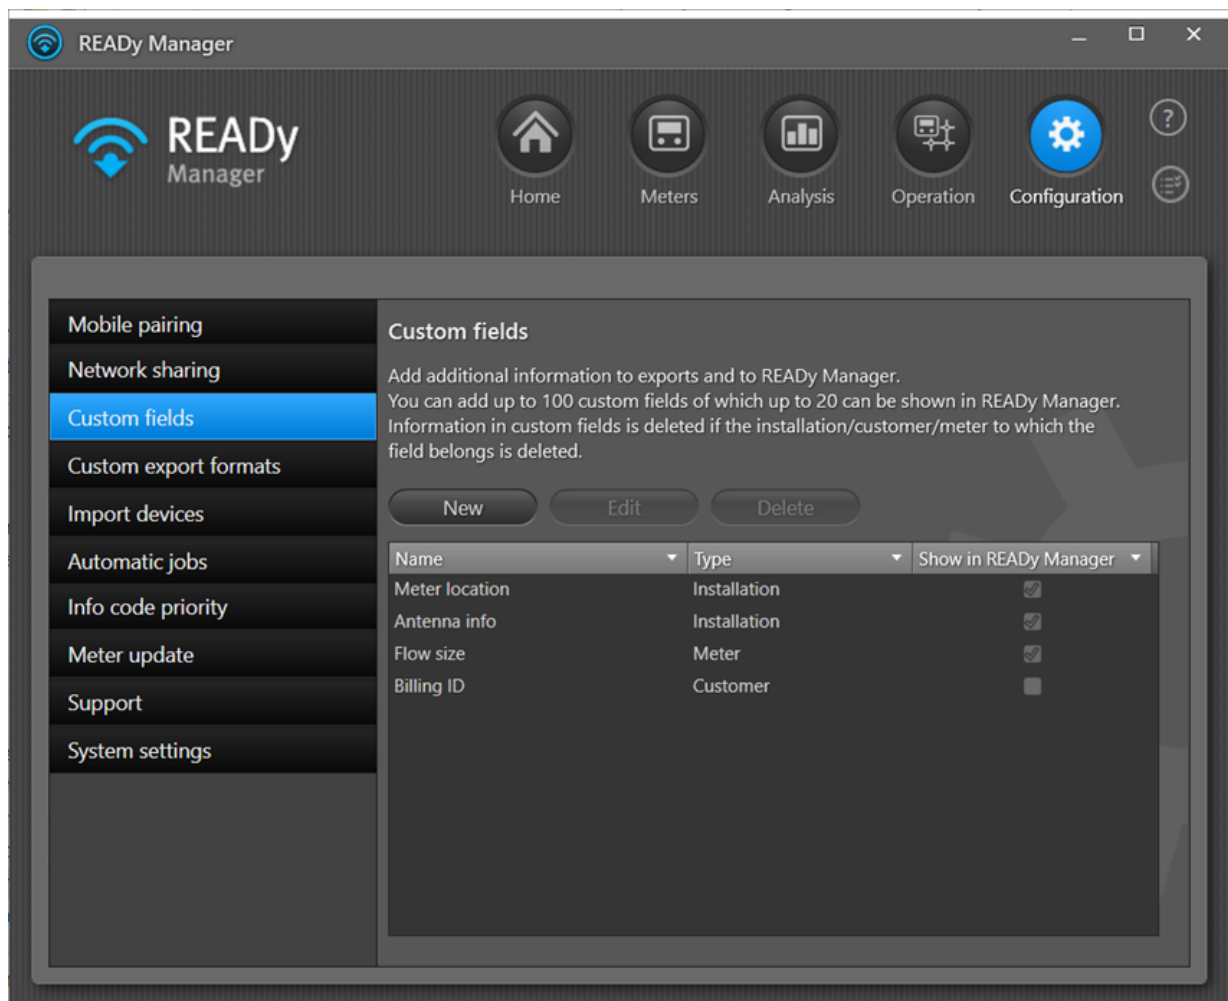 READy Manager
READy
Manager
Home
Meters
Analysis
Operation
Configuration
?
Mobile pairing
Network sharing
Custom fields
Custom export formats
Import devices
Automatic jobs
Info code priority
Meter update
Support
System settings
Custom fields
Add additional information to exports and to READy Manager.
You can add up to 100 custom fields of which up to 20 can be shown in READy Manager.
Information in custom fields is deleted if the installation/customer/meter to which the
field belongs is deleted.
New Edit Delete
Name Type Show in READy Manager
Meter location Installation
Antenna info Installation
Flow size Meter
Billing ID Customer